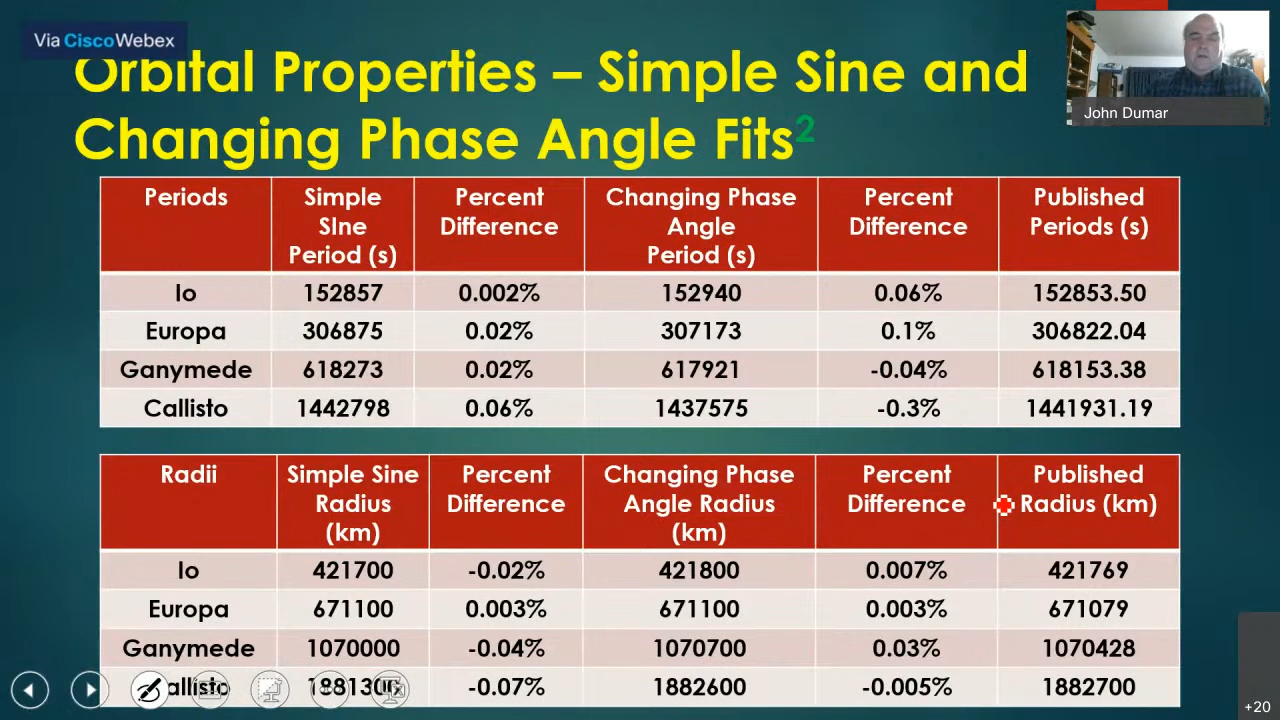 Via CiscoWebex
John Dumar
Orbital Properties – Simple Sine and
Changing Phase Angle Fits2
Periods Simple SIne Period (s) Percent Difference Changing Phase Angle Period (s) Percent Difference Published Periods (s)
Io 152857 0.002% 152940 0.06% 152853.50
Europa 306875 0.02% 307173 0.1% 306822.04
Ganymede 618273 0.02% 617921 -0.04% 618153.38
Callisto 1442798 0.06% 1437575 -0.3% 1441931.19
Radii Simple Sine Radius (km) Percent Difference Changing Phase Angle Radius (km) Percent Difference Published Radius (km)
Io 421700 -0.02% 421800 0.007% 421769
Europa 671100 0.003% 671100 0.003% 671079
Ganymede 1070000 -0.04% 1070700 0.03% 1070428
Callisto 1881300 -0.07% 1882600 -0.005% 1882700
+20